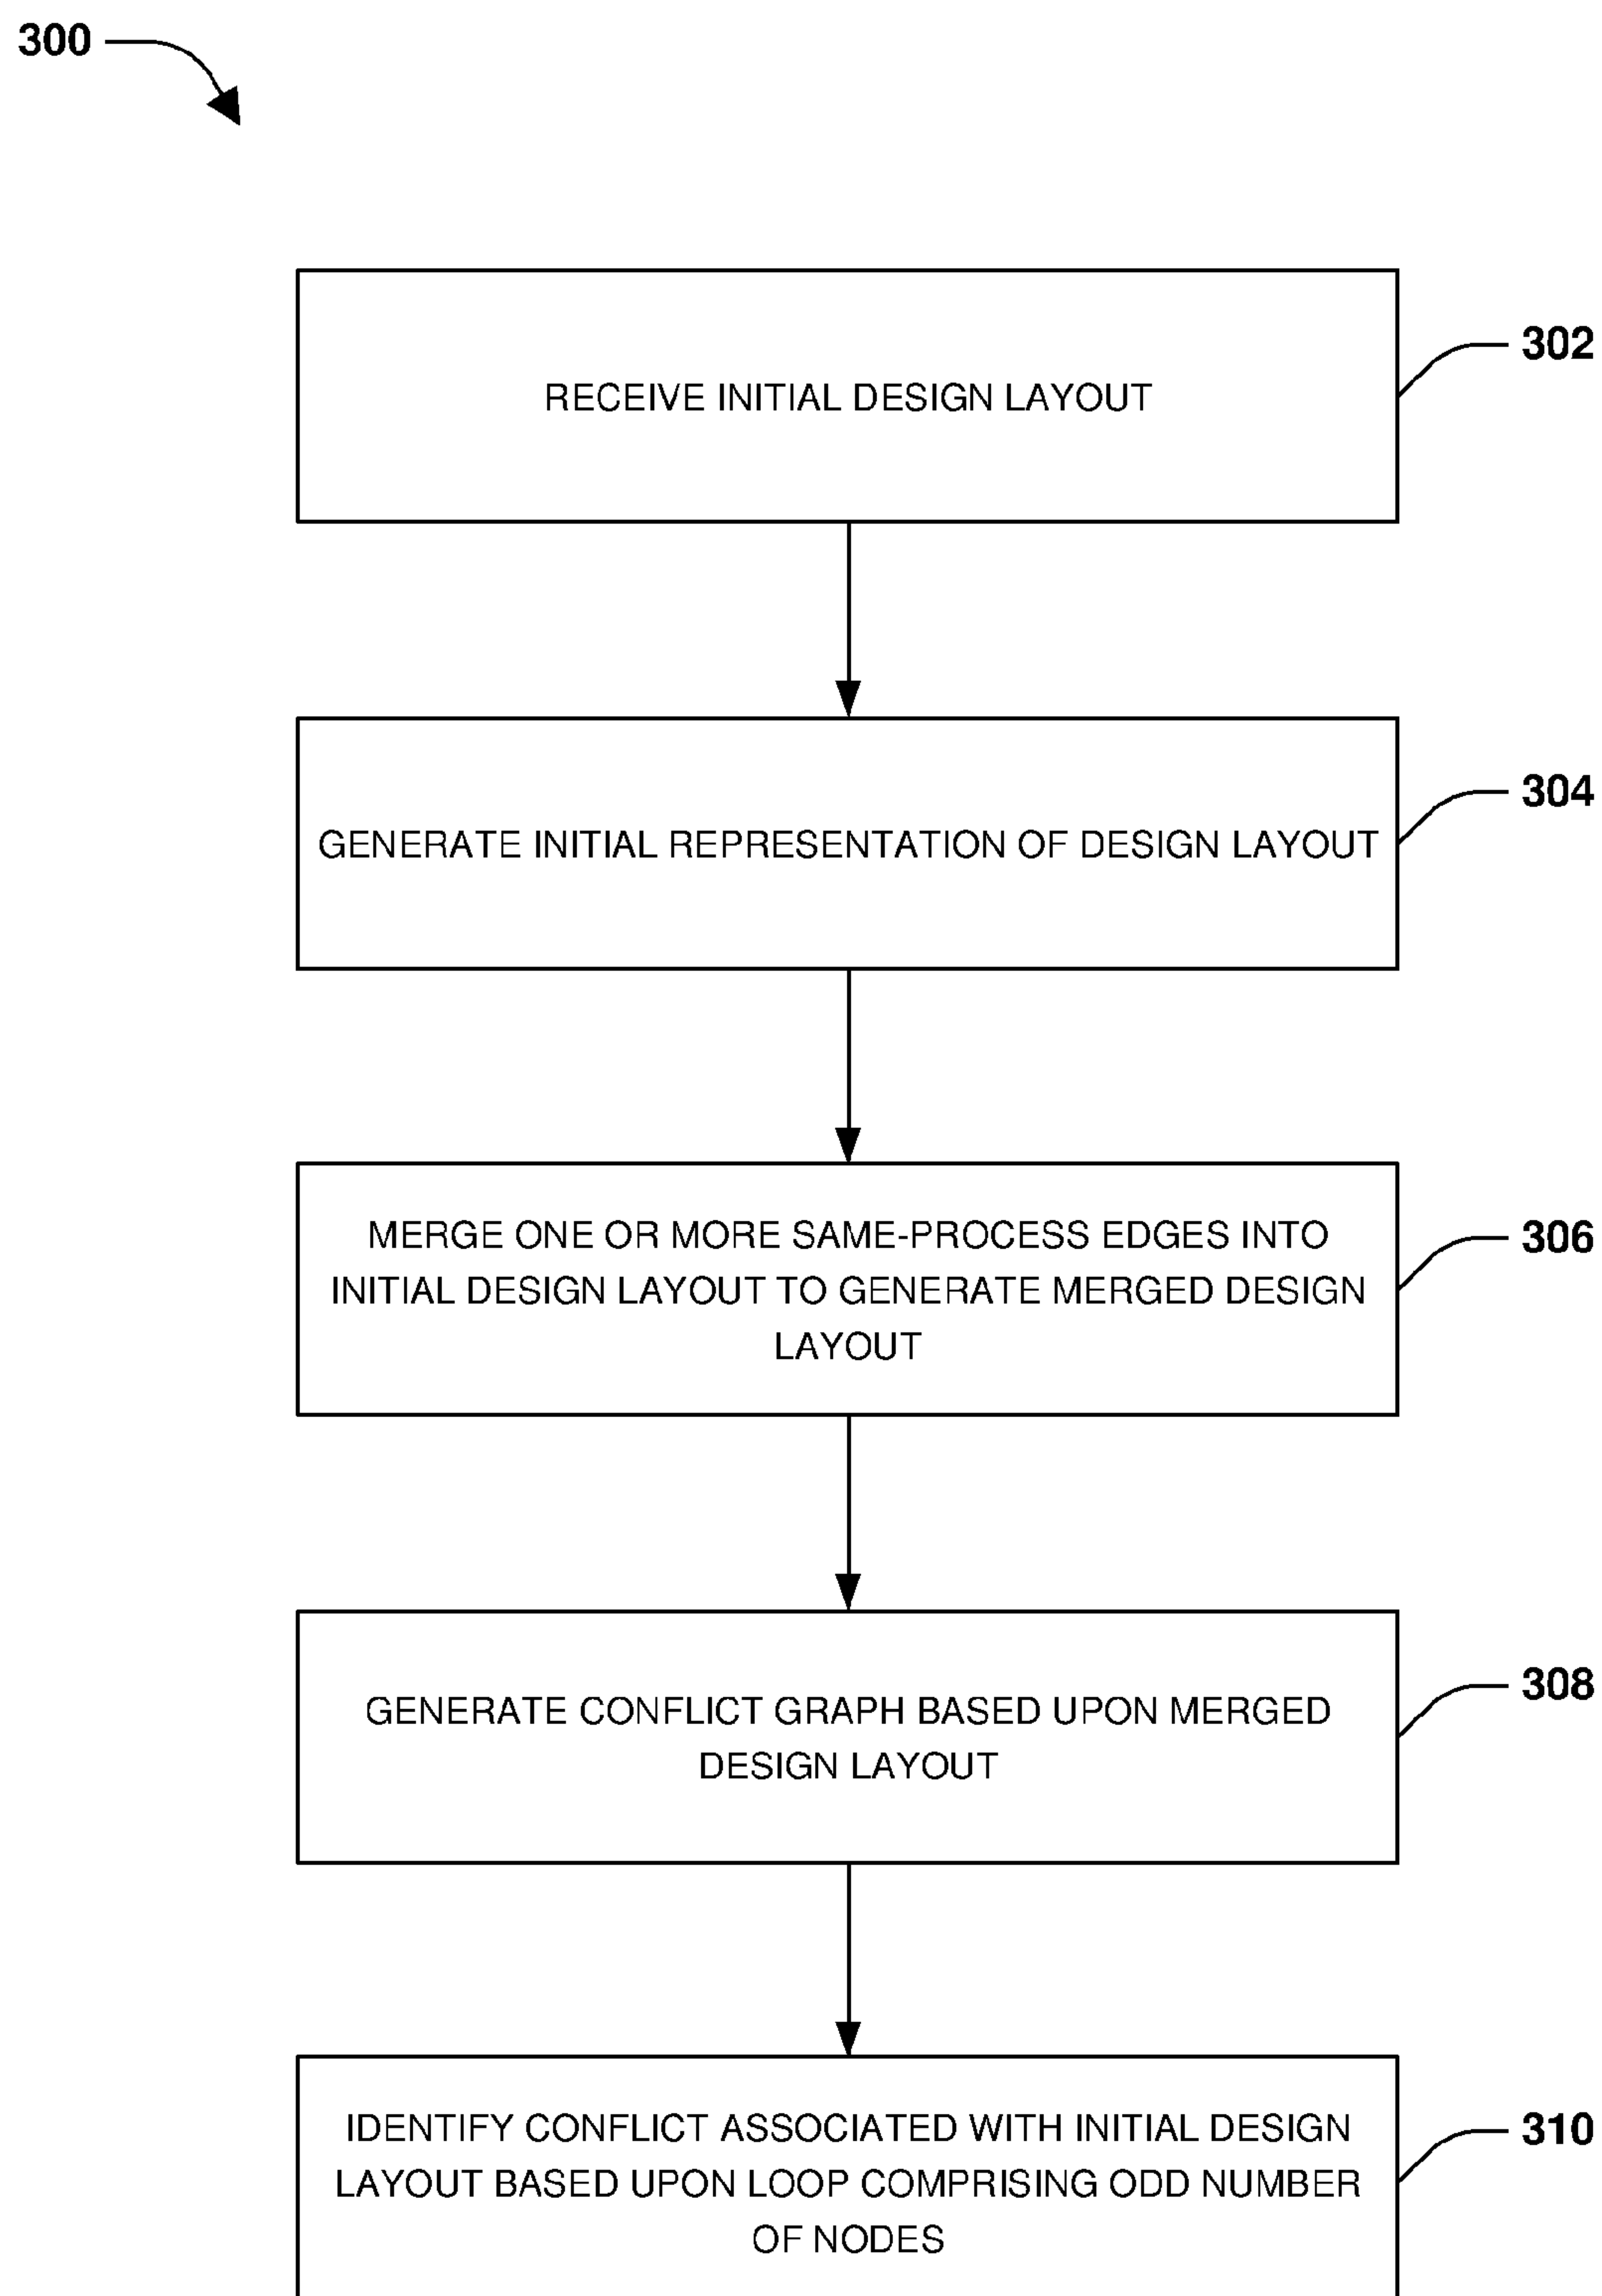 300
RECEIVE INITIAL DESIGN LAYOUT
302
GENERATE INITIAL REPRESENTATION OF DESIGN LAYOUT
304
MERGE ONE OR MORE SAME-PROCESS EDGES INTO
INITIAL DESIGN LAYOUT TO GENERATE MERGED DESIGN
LAYOUT
306
GENERATE CONFLICT GRAPH BASED UPON MERGED
DESIGN LAYOUT
308
IDENTIFY CONFLICT ASSOCIATED WITH INITIAL DESIGN
LAYOUT BASED UPON LOOP COMPRISING ODD NUMBER
OF NODES
310